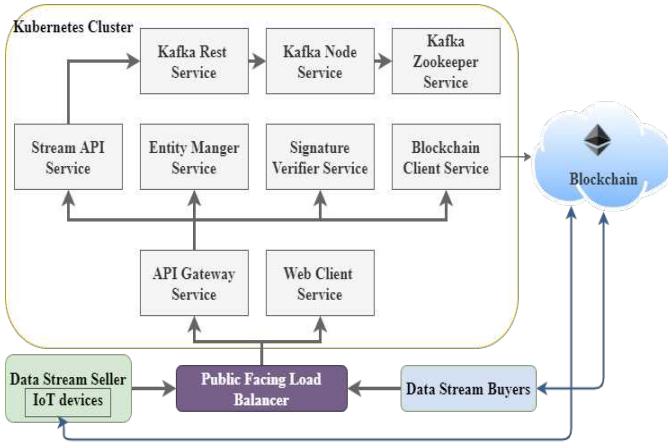 Kubernetes Cluster
Kafka Rest
Service
Kafka Node
Service
Kafka
Zookeeper
Service
Stream API
Service
Entity Manger
Service
Signature
Verifier Service
Blockchain
Client Service
Blockchain
API Gateway
Service
Web Client
Service
Data Stream Seller
IoT devices
Public Facing Load
Balancer
Data Stream Buyers